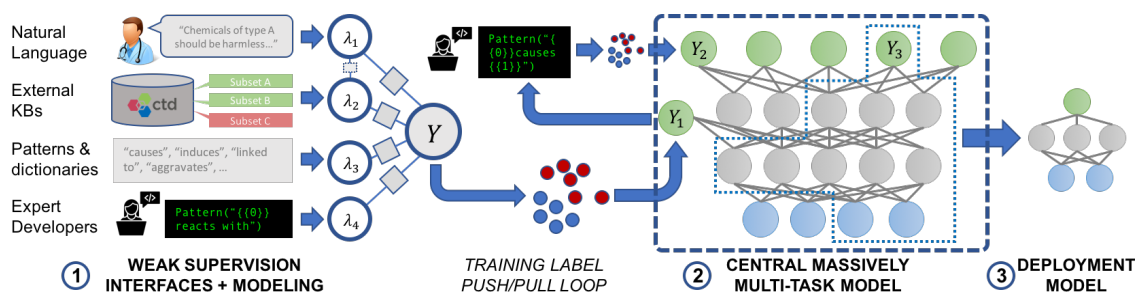 Natural
Language
“Chemicals of type A
should be harmless…”
λ1
External
KBs
ctd
Subset A
Subset B
Subset C
λ2
Patterns &
dictionaries
“causes”, “induces”, “linked
to”, “aggravates”, …
λ3
Expert
Developers
</>
Pattern("{{0}}
reacts with")
λ4
Y
</>
Pattern("{
{0}}causes
{{1}}")
Y1
Y2
Y3
1
WEAK SUPERVISION
INTERFACES + MODELING
TRAINING LABEL
PUSH/PULL LOOP
2
CENTRAL MASSIVELY
MULTI-TASK MODEL
3
DEPLOYMENT
MODEL